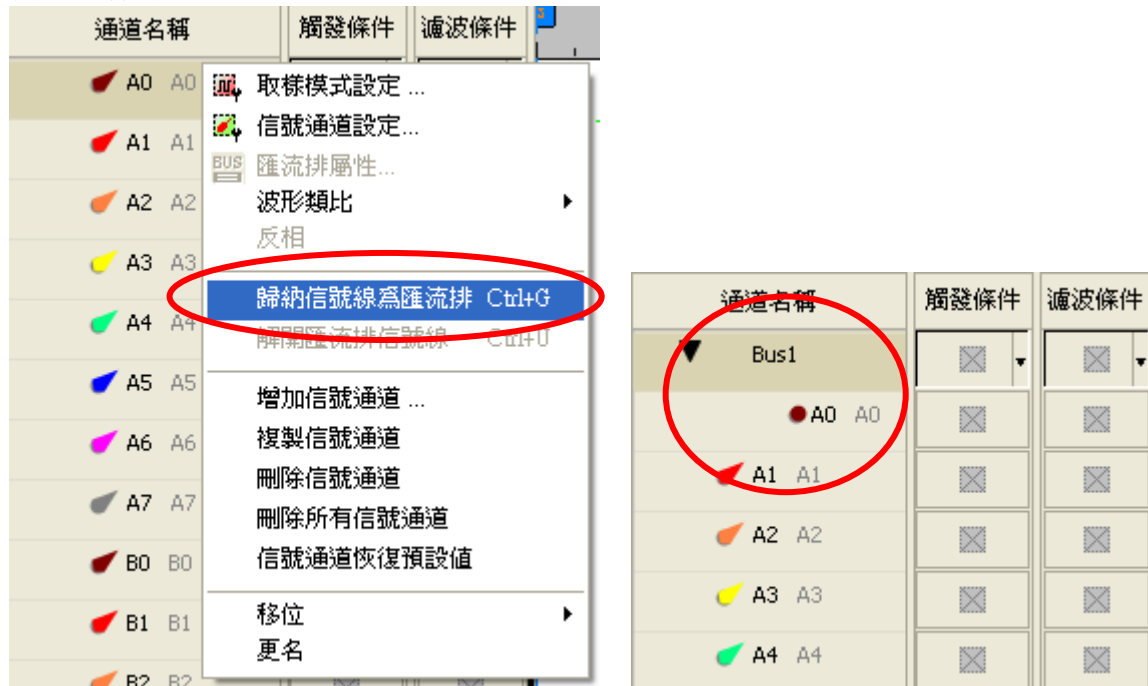 通道名稱 觸發條件 濾波條件
A0 A0
A1 A1
A2 A2
A3 A3
A4 A4
A5 A5
A6 A6
A7 A7
B0 B0
B1 B1
B2 B2
取樣模式設定 ...
信號通道設定...
BUS 匯流排屬性...
波形類比
反相
歸納信號線爲匯流排 Ctrl+G
解開匯流排信號線 Ctrl+U
增加信號通道 ...
複製信號通道
刪除信號通道
刪除所有信號通道
信號通道恢復預設值
移位
更名
通道名稱 觸發條件 濾波條件
Bus1
A0 A0
A1 A1
A2 A2
A3 A3
A4 A4